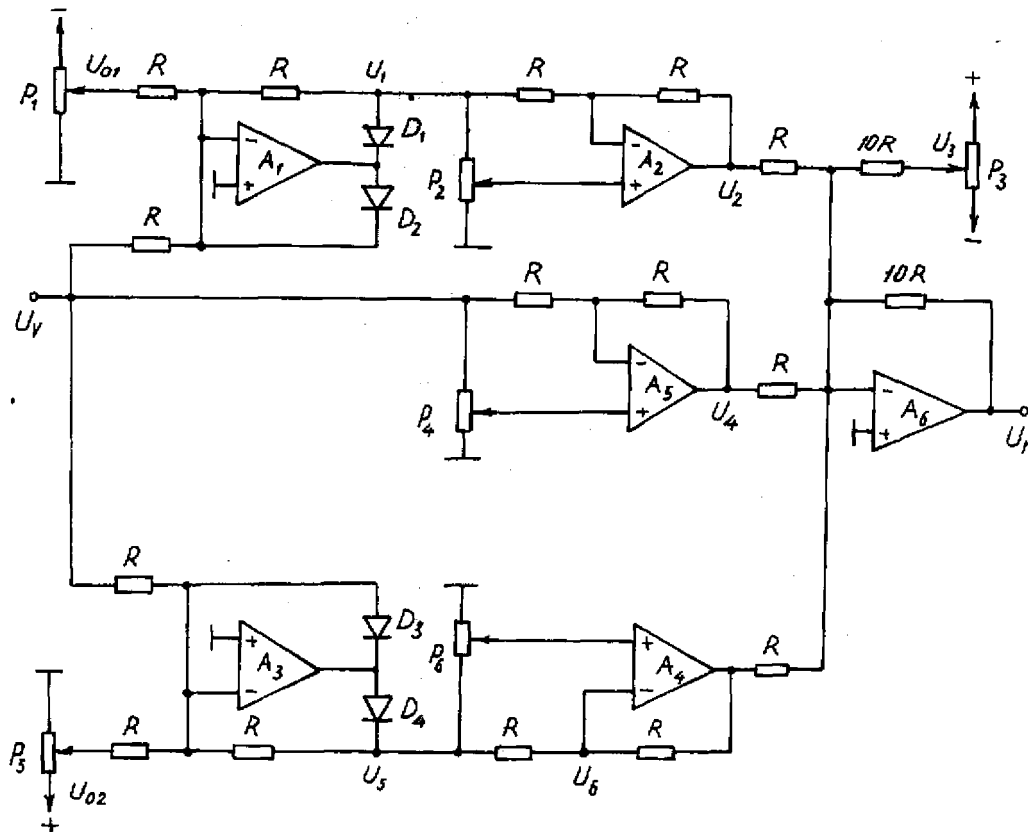 −
U₀₁ R R U₁ R R
+
P₁
D₁
− A₁ +
− A₂ +
R 10R U₃
P₃
P₂
U₂
−
D₂
R
R R 10R
Uᵥ
− A₅ +
R
− A₆ +
P₄
U₄
U₁
R
D₃
+ A₃ −
P₆
+ A₄ −
R
D₄
R R R R
P₅
U₅ U₆
U₀₂
+